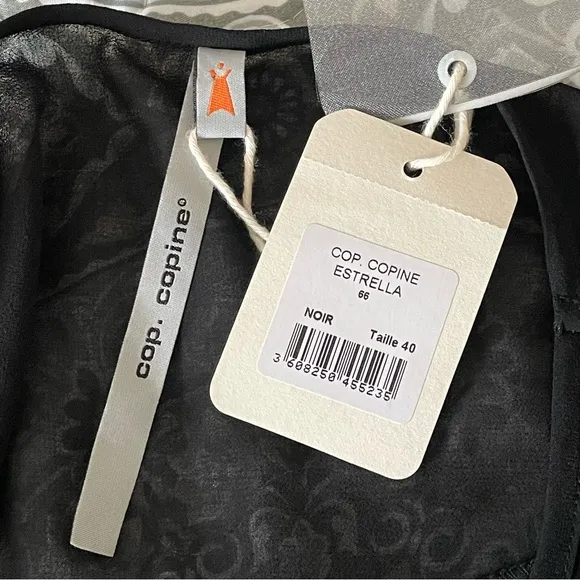 cop. copine°
COP. COPINE
ESTRELLA
66
NOIR
Taille 40
3 608250 455235